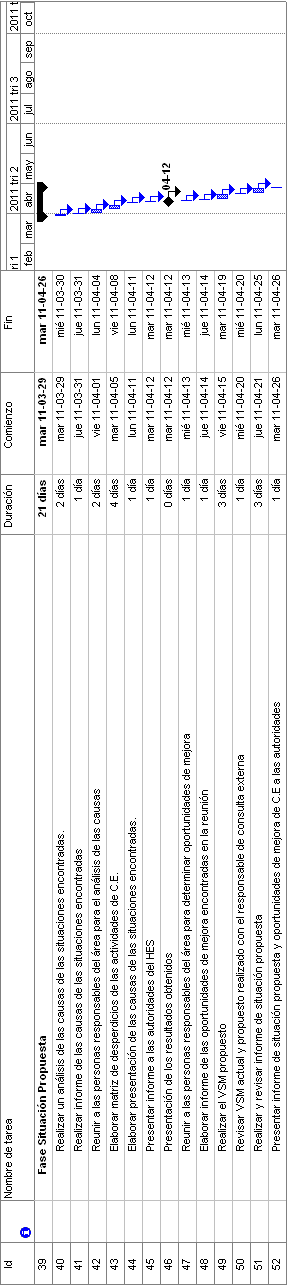 Id Nombre de tarea Duración Comienzo Fin ri 1 2011 tri 2 2011 tri 3 2011 t
feb mar abr may jun jul ago sep oct
39 Fase Situación Propuesta 21 días mar 11-03-29 mar 11-04-26
40 Realizar un análisis de las causas de las situaciones encontradas. 2 días mar 11-03-29 mié 11-03-30
41 Realizar informe de las causas de las situaciones encontradas 1 día jue 11-03-31 jue 11-03-31
42 Reunir a las personas responsables del área para el análisis de las causas 2 días vie 11-04-01 lun 11-04-04
43 Elaborar matriz de desperdicios de las actividades de C.E. 4 días mar 11-04-05 vie 11-04-08
44 Elaborar presentación de las causas de las situaciones encontradas. 1 día lun 11-04-11 lun 11-04-11
45 Presentar informe a las autoridades del HES 1 día mar 11-04-12 mar 11-04-12
46 Presentación de los resultados obtenidos 0 días mar 11-04-12 mar 11-04-12 04-12
47 Reunir a las personas responsables del área para determinar oportunidades de mejora 1 día mié 11-04-13 mié 11-04-13
48 Elaborar informe de las oportunidades de mejora encontradas en la reunión 1 día jue 11-04-14 jue 11-04-14
49 Realizar el VSM propuesto 3 días vie 11-04-15 mar 11-04-19
50 Revisar VSM actual y propuesto realizado con el responsable de consulta externa 1 día mié 11-04-20 mié 11-04-20
51 Realizar y revisar informe de situación propuesta 3 días jue 11-04-21 lun 11-04-25
52 Presentar informe de situación propuesta y oportunidades de mejora de C.E a las autoridades 1 día mar 11-04-26 mar 11-04-26